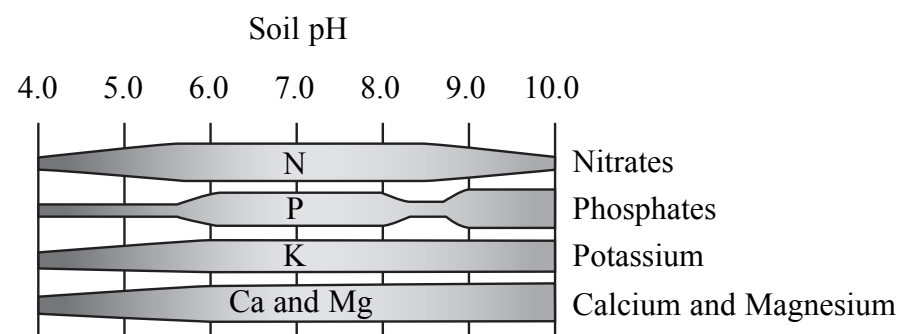 Soil pH
4.0 5.0 6.0 7.0 8.0 9.0 10.0
N Nitrates
P Phosphates
K Potassium
Ca and Mg Calcium and Magnesium